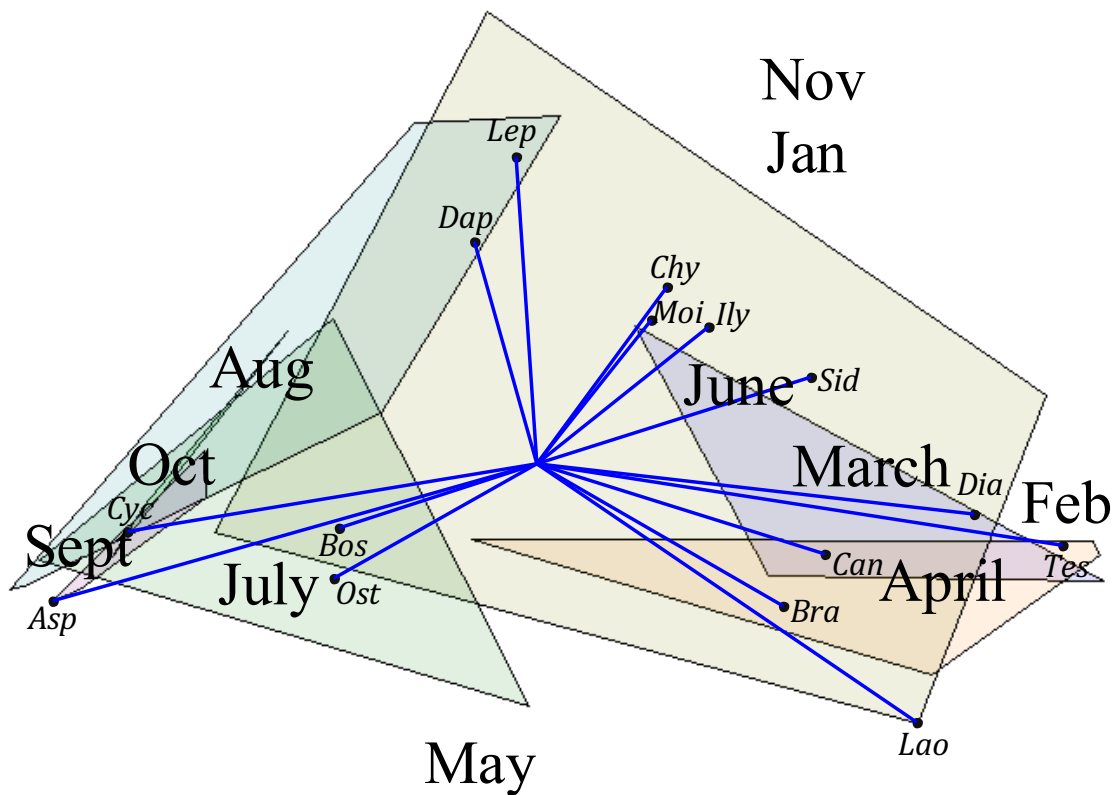 Nov
Lep
Jan
Dap
Chy
Moi Ily
Aug
June Sid
Oct
March Dia
Cyc
Feb
Sept
Bos
Can
Tes
July Ost
April
Asp
Bra
Lao
May